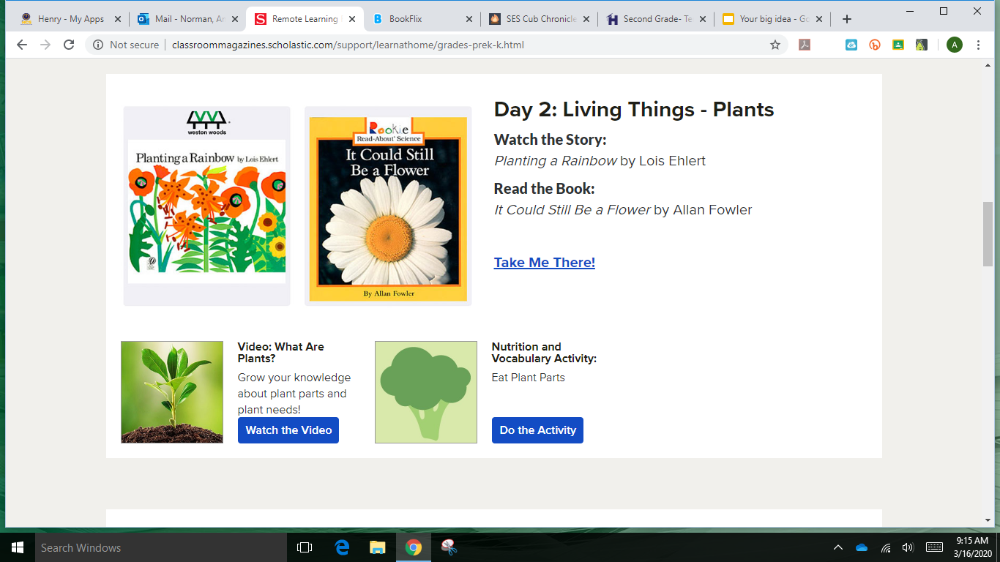 Henry - My Apps
Mail - Norman, An
Remote Learning
BookFlix
SES Cub Chronicle
Second Grade- Te
Your big idea - Go
Not secure | classroommagazines.scholastic.com/support/learnathome/grades-prek-k.html
A
weston woods
Planting a Rainbow by Lois Ehlert
Rookie
Read-About Science
It Could Still
Be a Flower
By Allan Fowler
Day 2: Living Things - Plants
Watch the Story:
Planting a Rainbow by Lois Ehlert
Read the Book:
It Could Still Be a Flower by Allan Fowler
Take Me There!
Video: What Are
Plants?
Grow your knowledge
about plant parts and
plant needs!
Watch the Video
Nutrition and
Vocabulary Activity:
Eat Plant Parts
Do the Activity
Search Windows
9:15 AM
3/16/2020